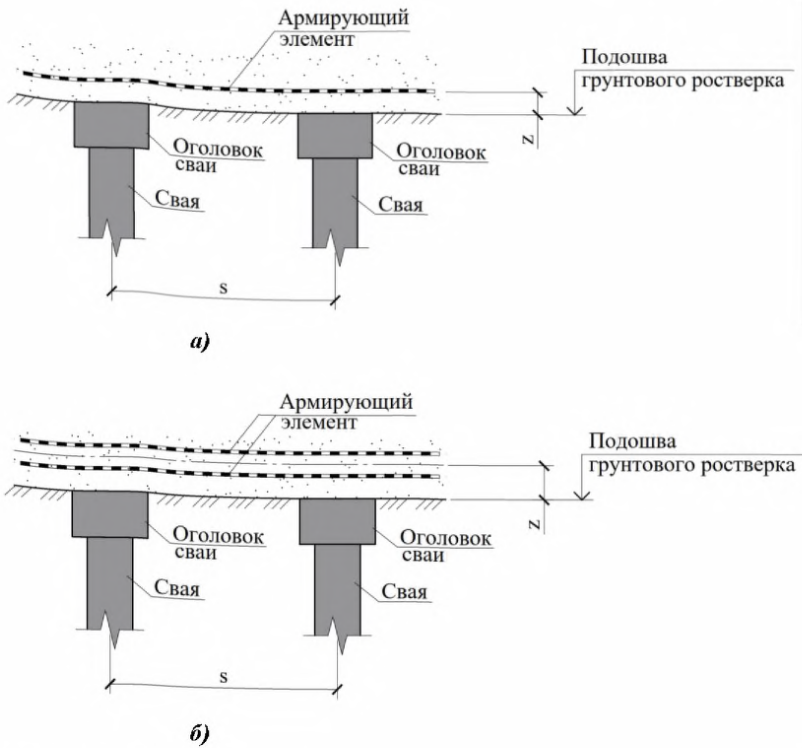 Армирующий
элемент
Подошва
грунтового ростверка
z
Оголовок
сваи
Оголовок
сваи
Свая
Свая
s
а)
Армирующий
элемент
Подошва
грунтового ростверка
z
Оголовок
сваи
Оголовок
сваи
Свая
Свая
s
б)